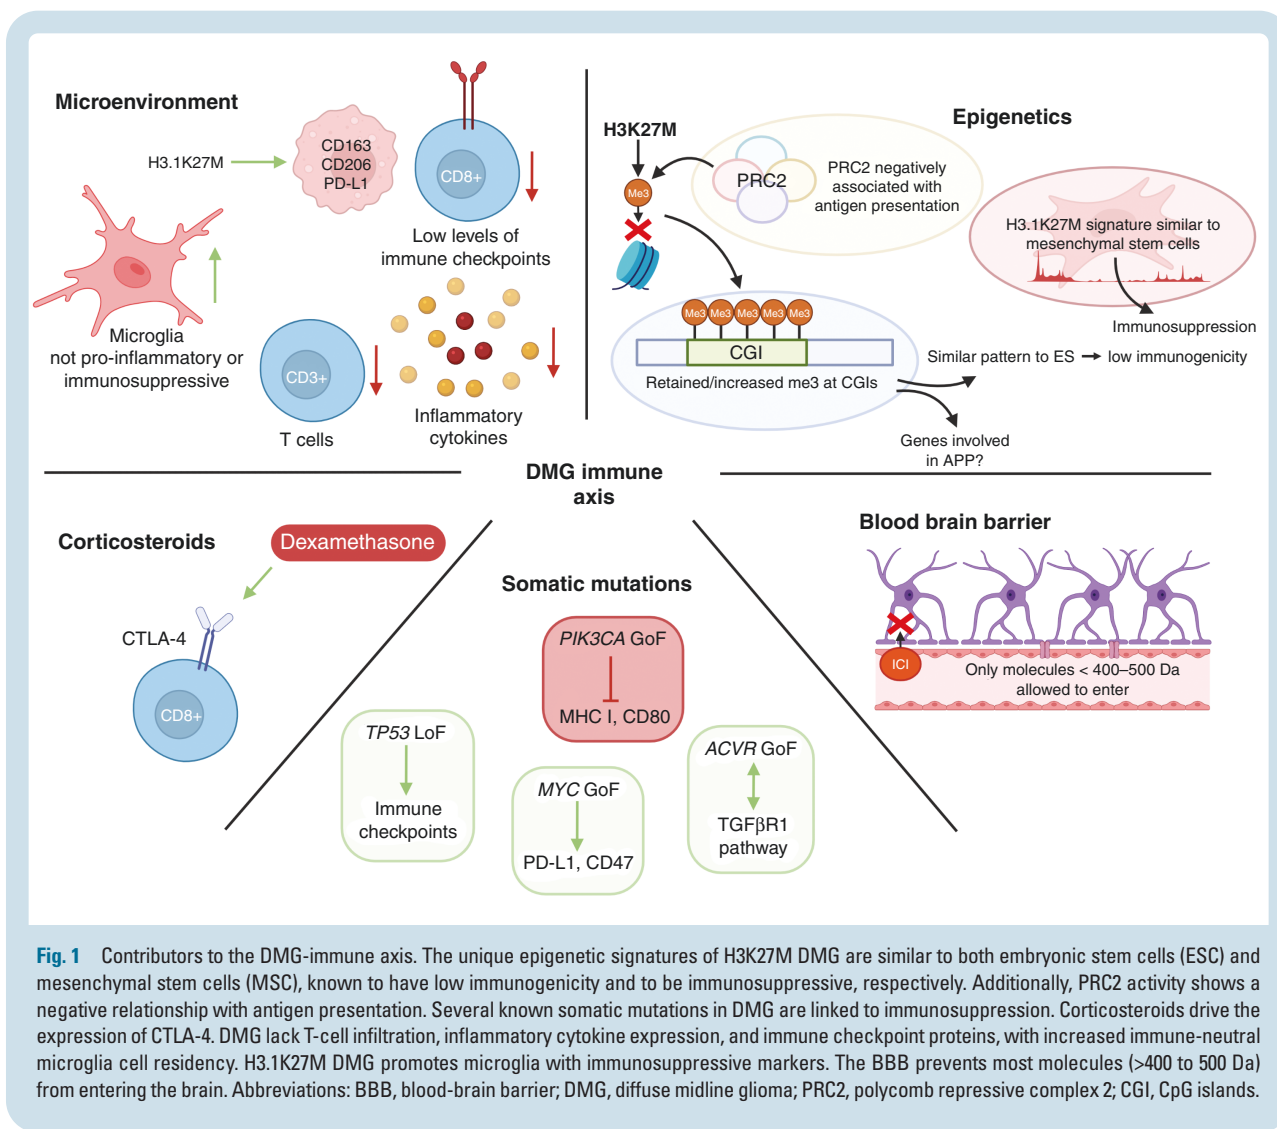 Microenvironment
H3.1K27M
CD163
CD206
PD-L1
CD8+
Low levels of
immune checkpoints
Microglia
not pro-inflammatory or
immunosuppressive
CD3+
T cells
Inflammatory
cytokines
Epigenetics
H3K27M
Me3
PRC2
PRC2 negatively
associated with
antigen presentation
H3.1K27M signature similar to
mesenchymal stem cells
Immunosuppression
Me3 Me3 Me3 Me3 Me3
CGI
Retained/increased me3 at CGIs
Similar pattern to ES
low immunogenicity
Genes involved
in APP?
DMG immune
axis
Corticosteroids
Dexamethasone
CTLA-4
CD8+
Somatic mutations
PIK3CA GoF
MHC I, CD80
TP53 LoF
Immune
checkpoints
MYC GoF
PD-L1, CD47
ACVR GoF
TGFβR1
pathway
Blood brain barrier
ICI
Only molecules < 400–500 Da
allowed to enter
Fig. 1 Contributors to the DMG-immune axis. The unique epigenetic signatures of H3K27M DMG are similar to both embryonic stem cells (ESC) and
mesenchymal stem cells (MSC), known to have low immunogenicity and to be immunosuppressive, respectively. Additionally, PRC2 activity shows a
negative relationship with antigen presentation. Several known somatic mutations in DMG are linked to immunosuppression. Corticosteroids drive the
expression of CTLA-4. DMG lack T-cell infiltration, inflammatory cytokine expression, and immune checkpoint proteins, with increased immune-neutral
microglia cell residency. H3.1K27M DMG promotes microglia with immunosuppressive markers. The BBB prevents most molecules (>400 to 500 Da)
from entering the brain. Abbreviations: BBB, blood-brain barrier; DMG, diffuse midline glioma; PRC2, polycomb repressive complex 2; CGI, CpG islands.